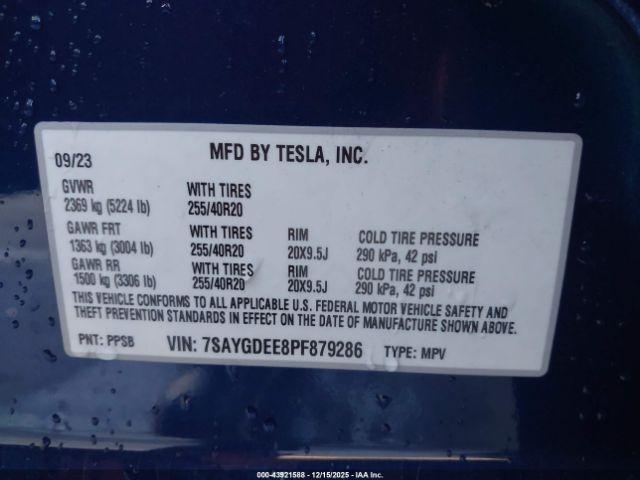 MFD BY TESLA, INC.
09/23
GVWR WITH TIRES
2369 kg (5224 lb) 255/40R20
GAWR FRT WITH TIRES RIM COLD TIRE PRESSURE
1363 kg (3004 lb) 255/40R20 20X9.5J 290 kPa, 42 psi
GAWR RR WITH TIRES RIM COLD TIRE PRESSURE
1500 kg (3306 lb) 255/40R20 20X9.5J 290 kPa, 42 psi
THIS VEHICLE CONFORMS TO ALL APPLICABLE U.S. FEDERAL MOTOR VEHICLE SAFETY AND
THEFT PREVENTION STANDARDS IN EFFECT ON THE DATE OF MANUFACTURE SHOWN ABOVE.
PNT: PPSB VIN: 7SAYGDEE8PF879286 TYPE: MPV
000-43921588 - 12/15/2025 - IAA Inc.